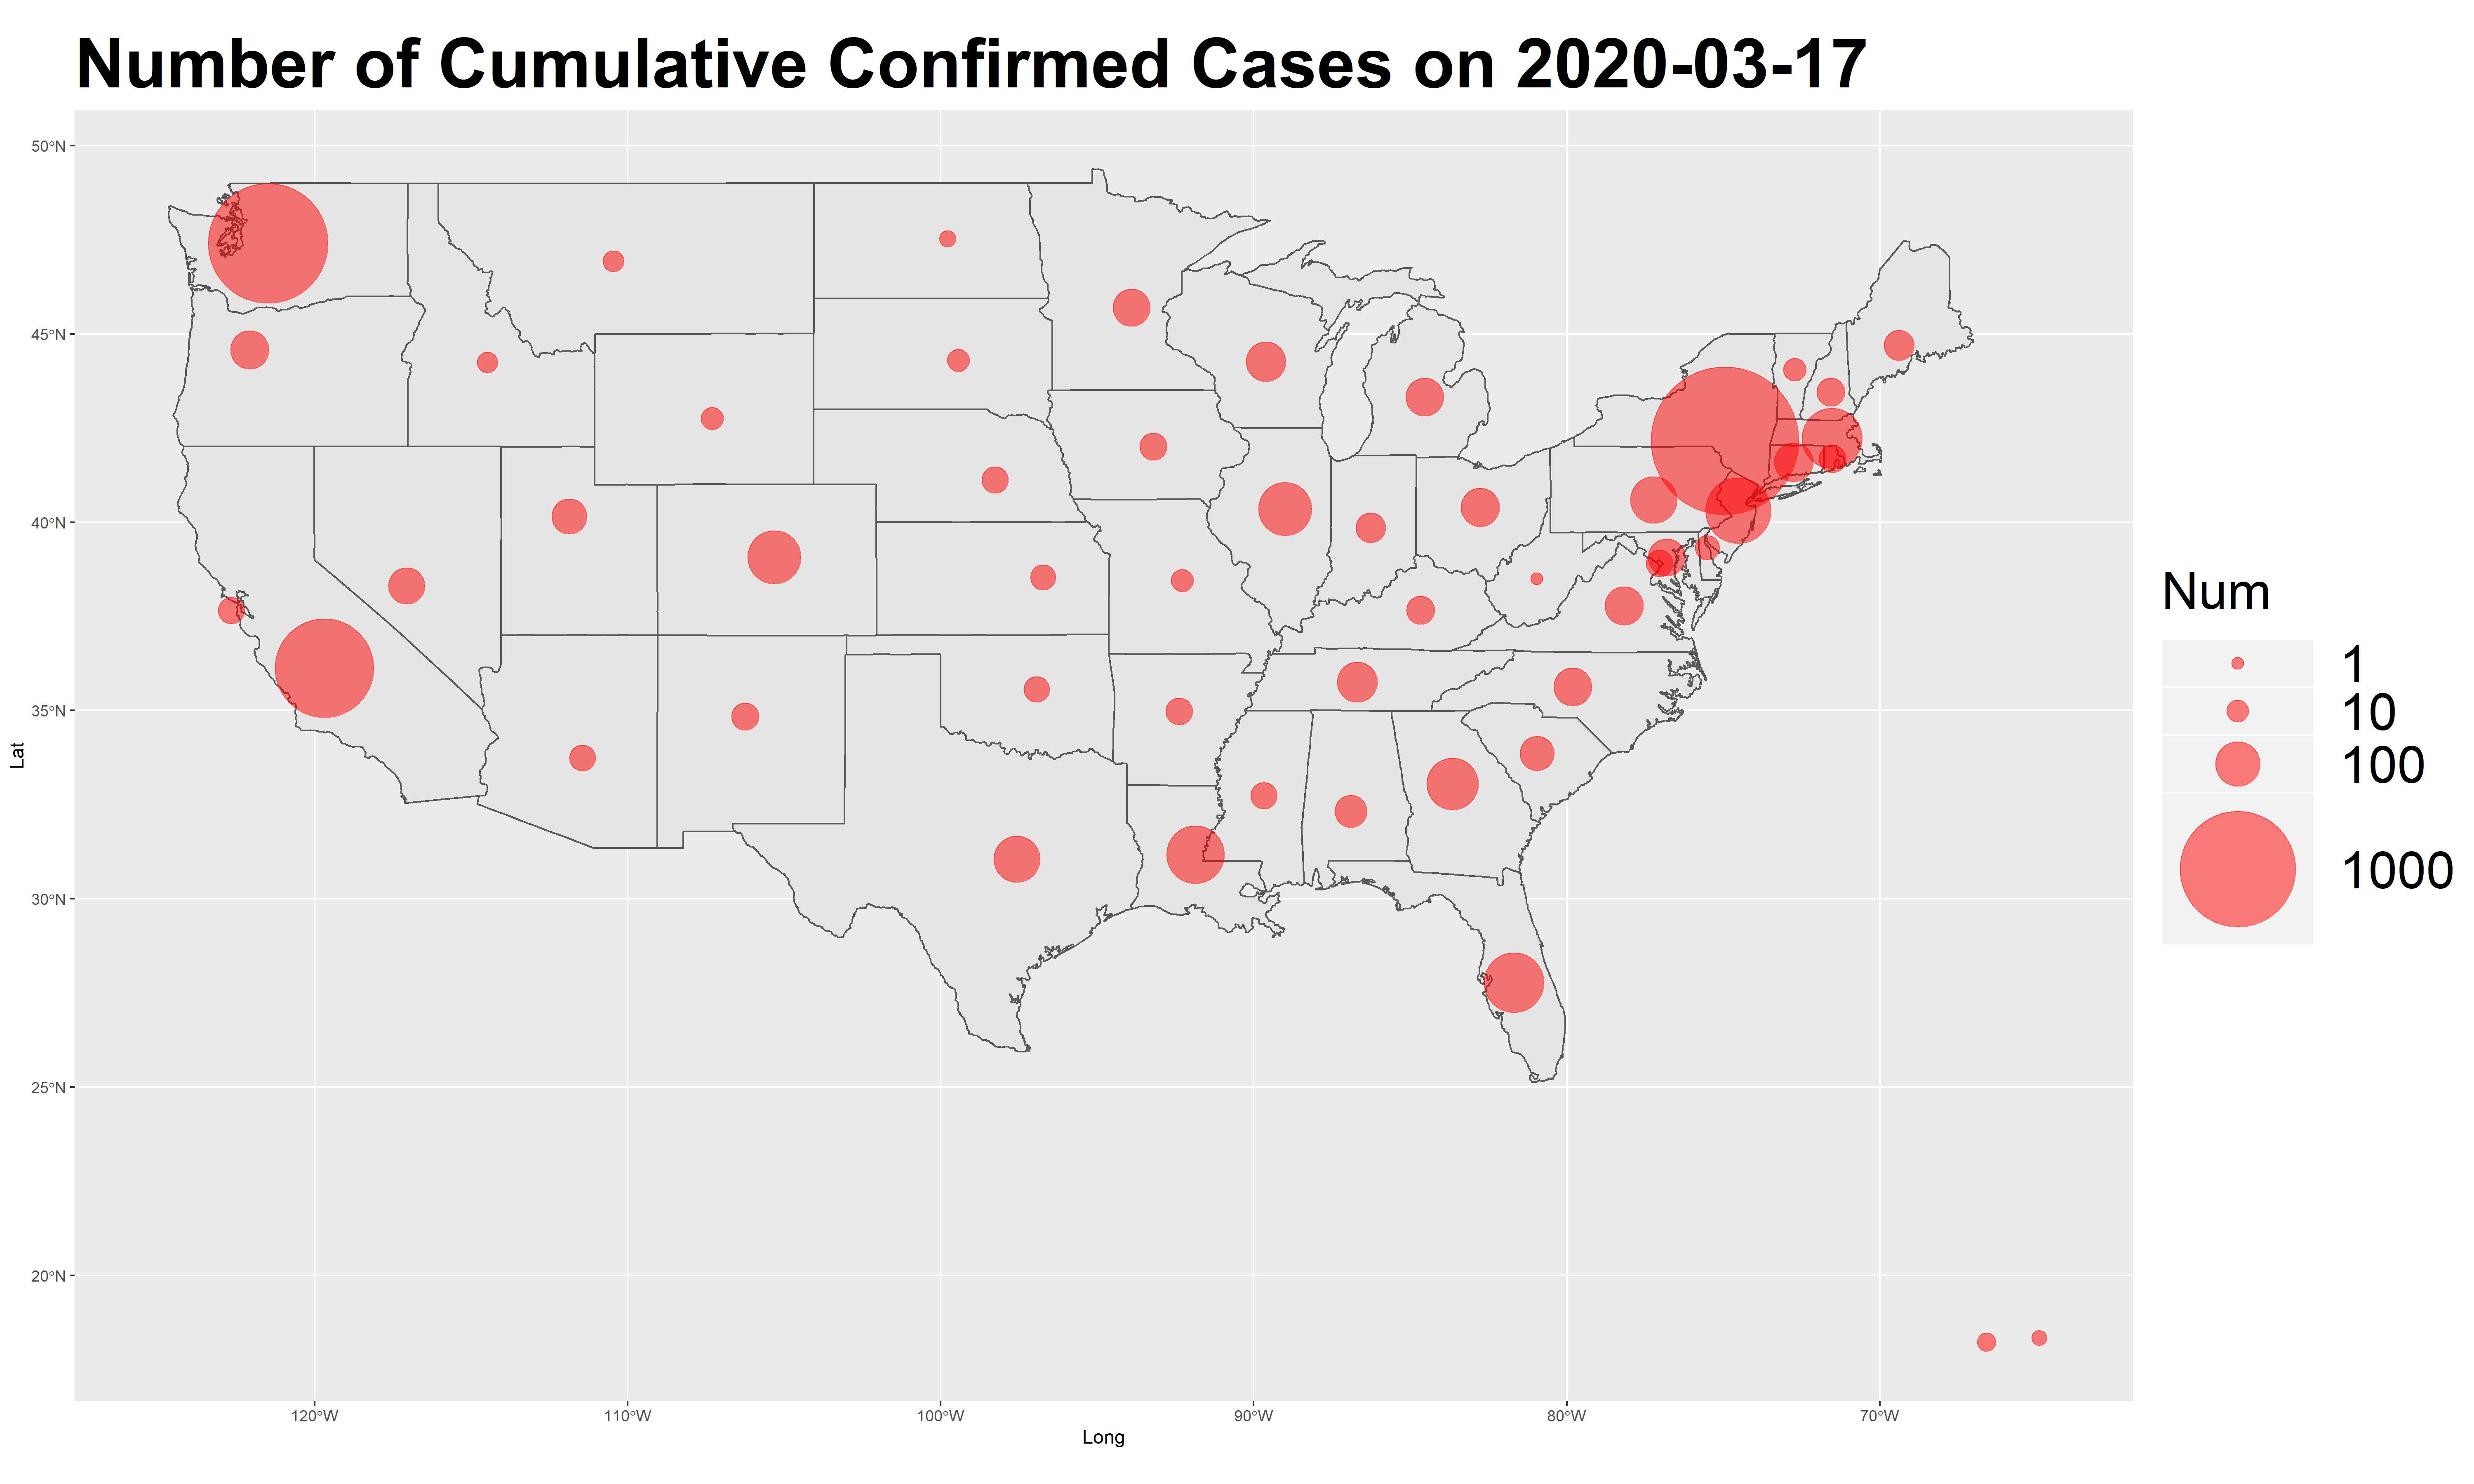 Number of Cumulative Confirmed Cases on 2020-03-17
50°N
45°N
40°N
35°N
30°N
25°N
20°N
Lat
120°W
110°W
100°W
90°W
80°W
70°W
Long
Num
1
10
100
1000